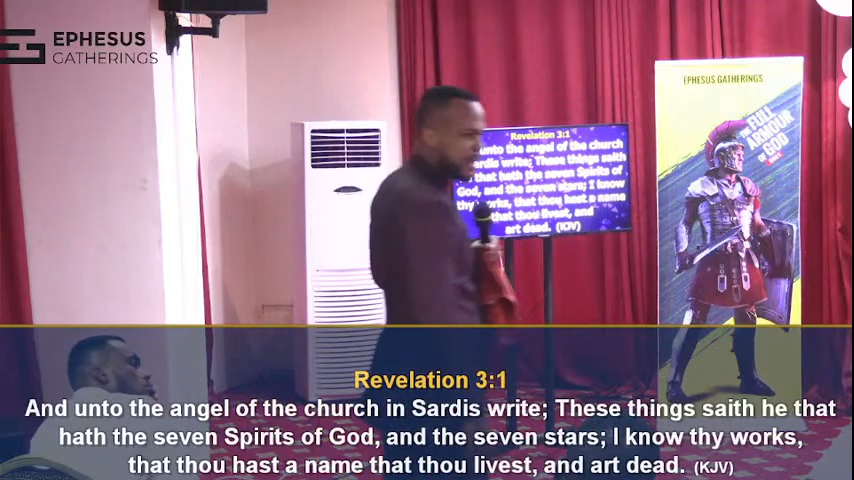 EPHESUS
GATHERINGS
EPHESUS GATHERINGS
THE FULL
ARMOUR
OF GOD
Revelation 3:1
unto the angel of the church
ardis write; These things saith
that hath the seven Spirits of
God, and the seven stars; I know
thy works, that thou hast a name
that thou livest, and
art dead. (KJV)
Revelation 3:1
And unto the angel of the church in Sardis write; These things saith he that
hath the seven Spirits of God, and the seven stars; I know thy works,
that thou hast a name that thou livest, and art dead. (KJV)